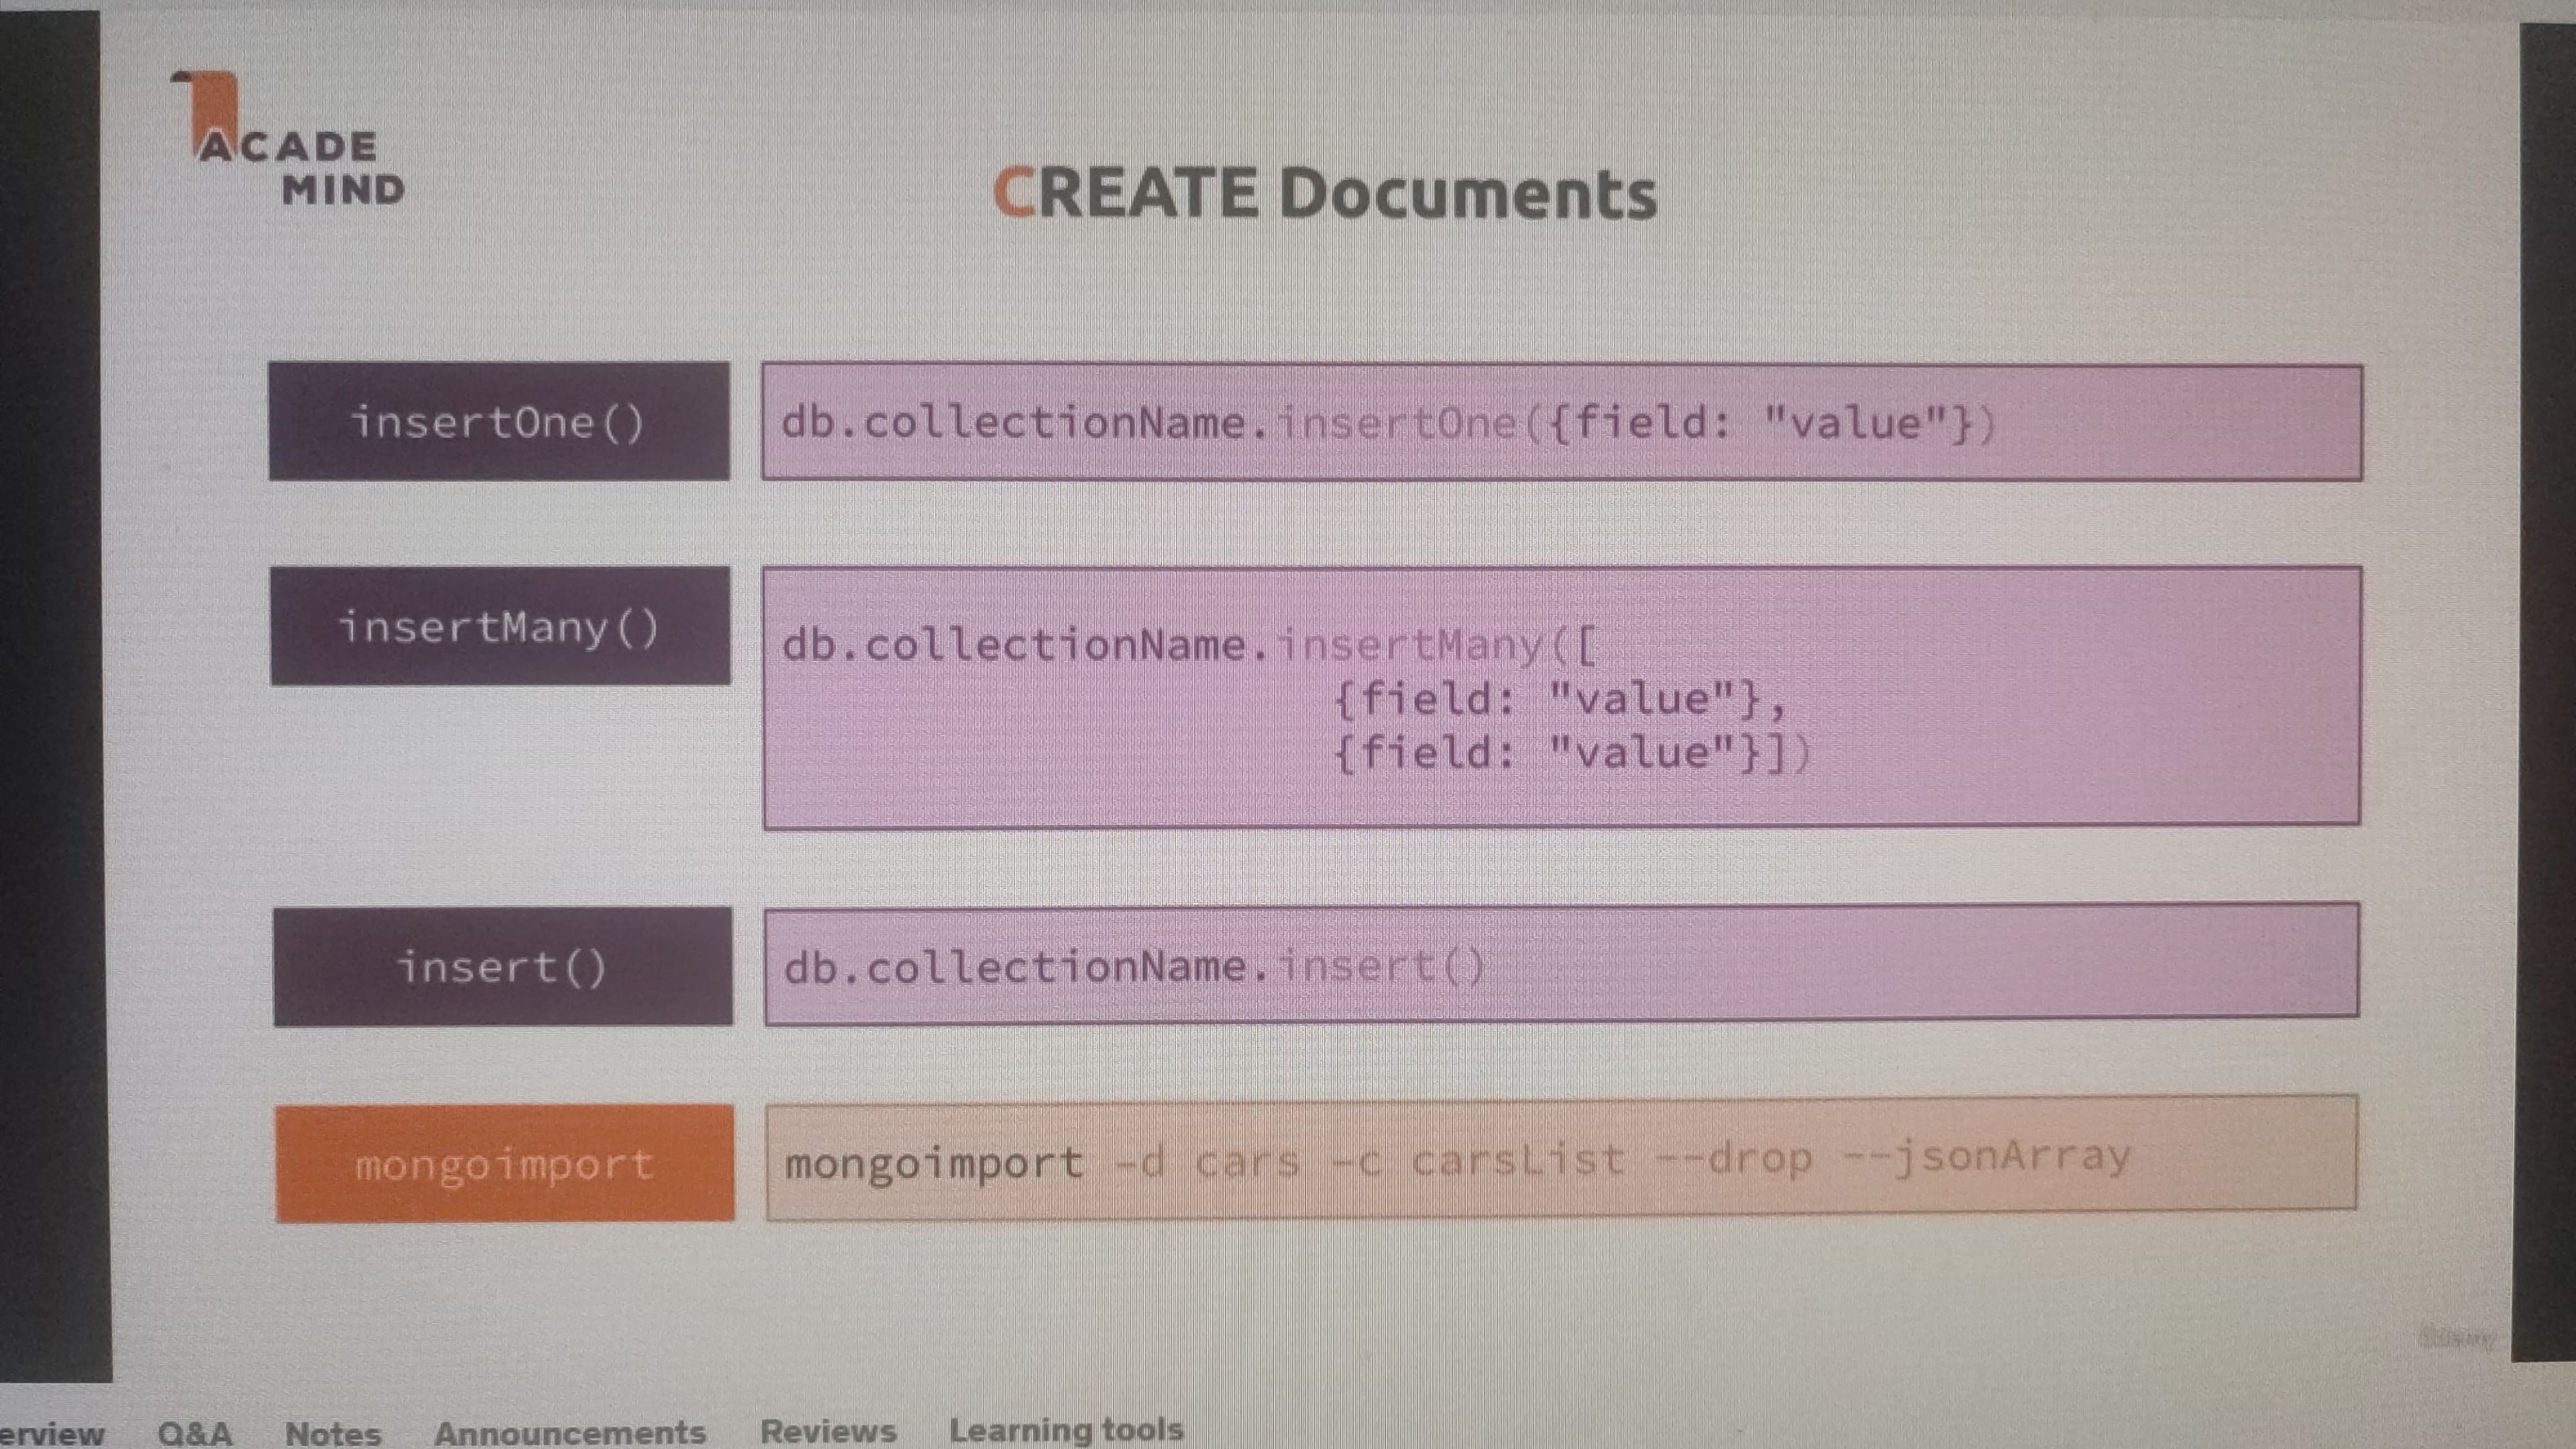 ACADE
MIND
CREATE Documents
insertOne()
db.collectionName.insertOne({field: "value"})
insertMany()
db.collectionName.insertMany([
{field: "value"},
{field: "value"}])
insert()
db.collectionName.insert()
mongoimport
mongoimport -d cars -c carsList --drop --jsonArray
erview Q&A Notes Announcements Reviews Learning tools